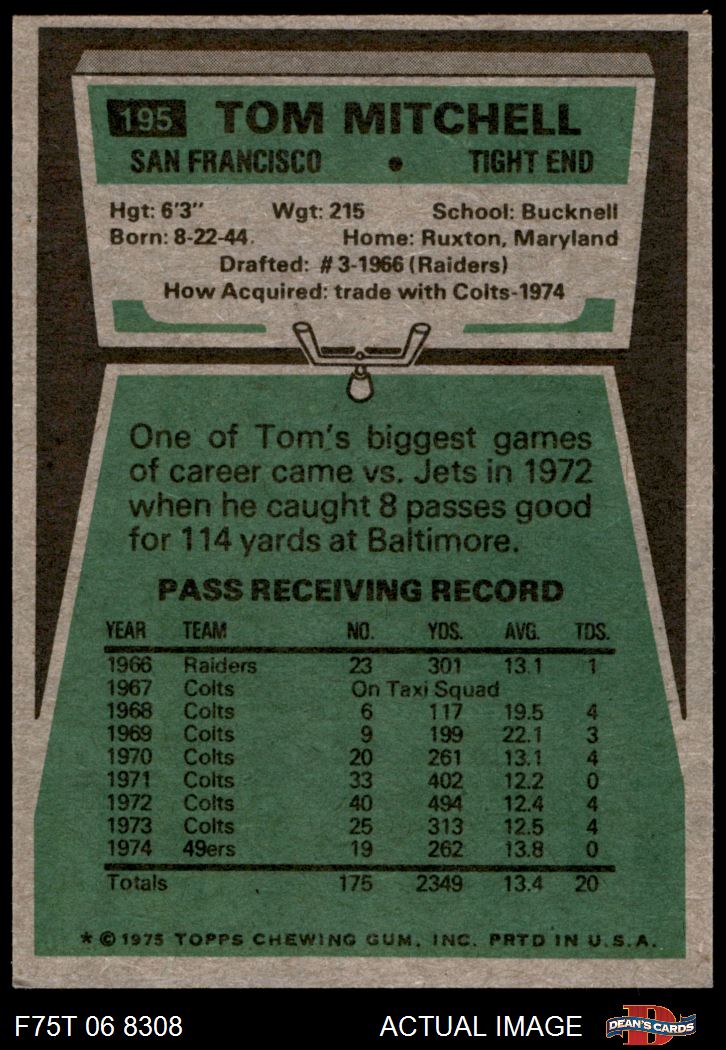 195 TOM MITCHELL
SAN FRANCISCO • TIGHT END
Hgt: 6'3" Wgt: 215 School: Bucknell
Born: 8-22-44. Home: Ruxton, Maryland
Drafted: #3-1966 (Raiders)
How Acquired: trade with Colts-1974
One of Tom's biggest games
of career came vs. Jets in 1972
when he caught 8 passes good
for 114 yards at Baltimore.
PASS RECEIVING RECORD
YEAR TEAM NO. YDS. AVG. TDS.
1966 Raiders 23 301 13.1 1
1967 Colts On Taxi Squad
1968 Colts 6 117 19.5 4
1969 Colts 9 199 22.1 3
1970 Colts 20 261 13.1 4
1971 Colts 33 402 12.2 0
1972 Colts 40 494 12.4 4
1973 Colts 25 313 12.5 4
1974 49ers 19 262 13.8 0
Totals 175 2349 13.4 20
* © 1975 TOPPS CHEWING GUM, INC. PRTD IN U.S.A.
F75T 06 8308 ACTUAL IMAGE D DEAN'S CARDS